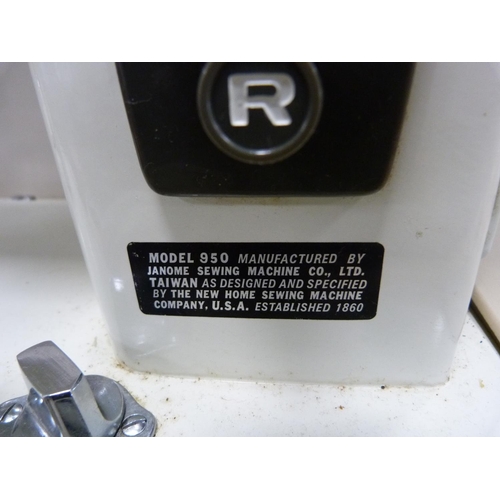 R
MODEL 950 MANUFACTURED BY
JANOME SEWING MACHINE CO., LTD.
TAIWAN AS DESIGNED AND SPECIFIED
BY THE NEW HOME SEWING MACHINE
COMPANY, U.S.A. ESTABLISHED 1860